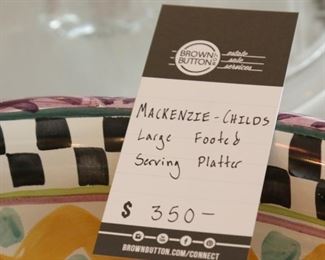 BROWN
BUTTON
estate
sale
services
MACKENZIE-CHILDS
Large Footed
Serving Platter
$ 350-
BROWNBUTTON.COM/CONNECT